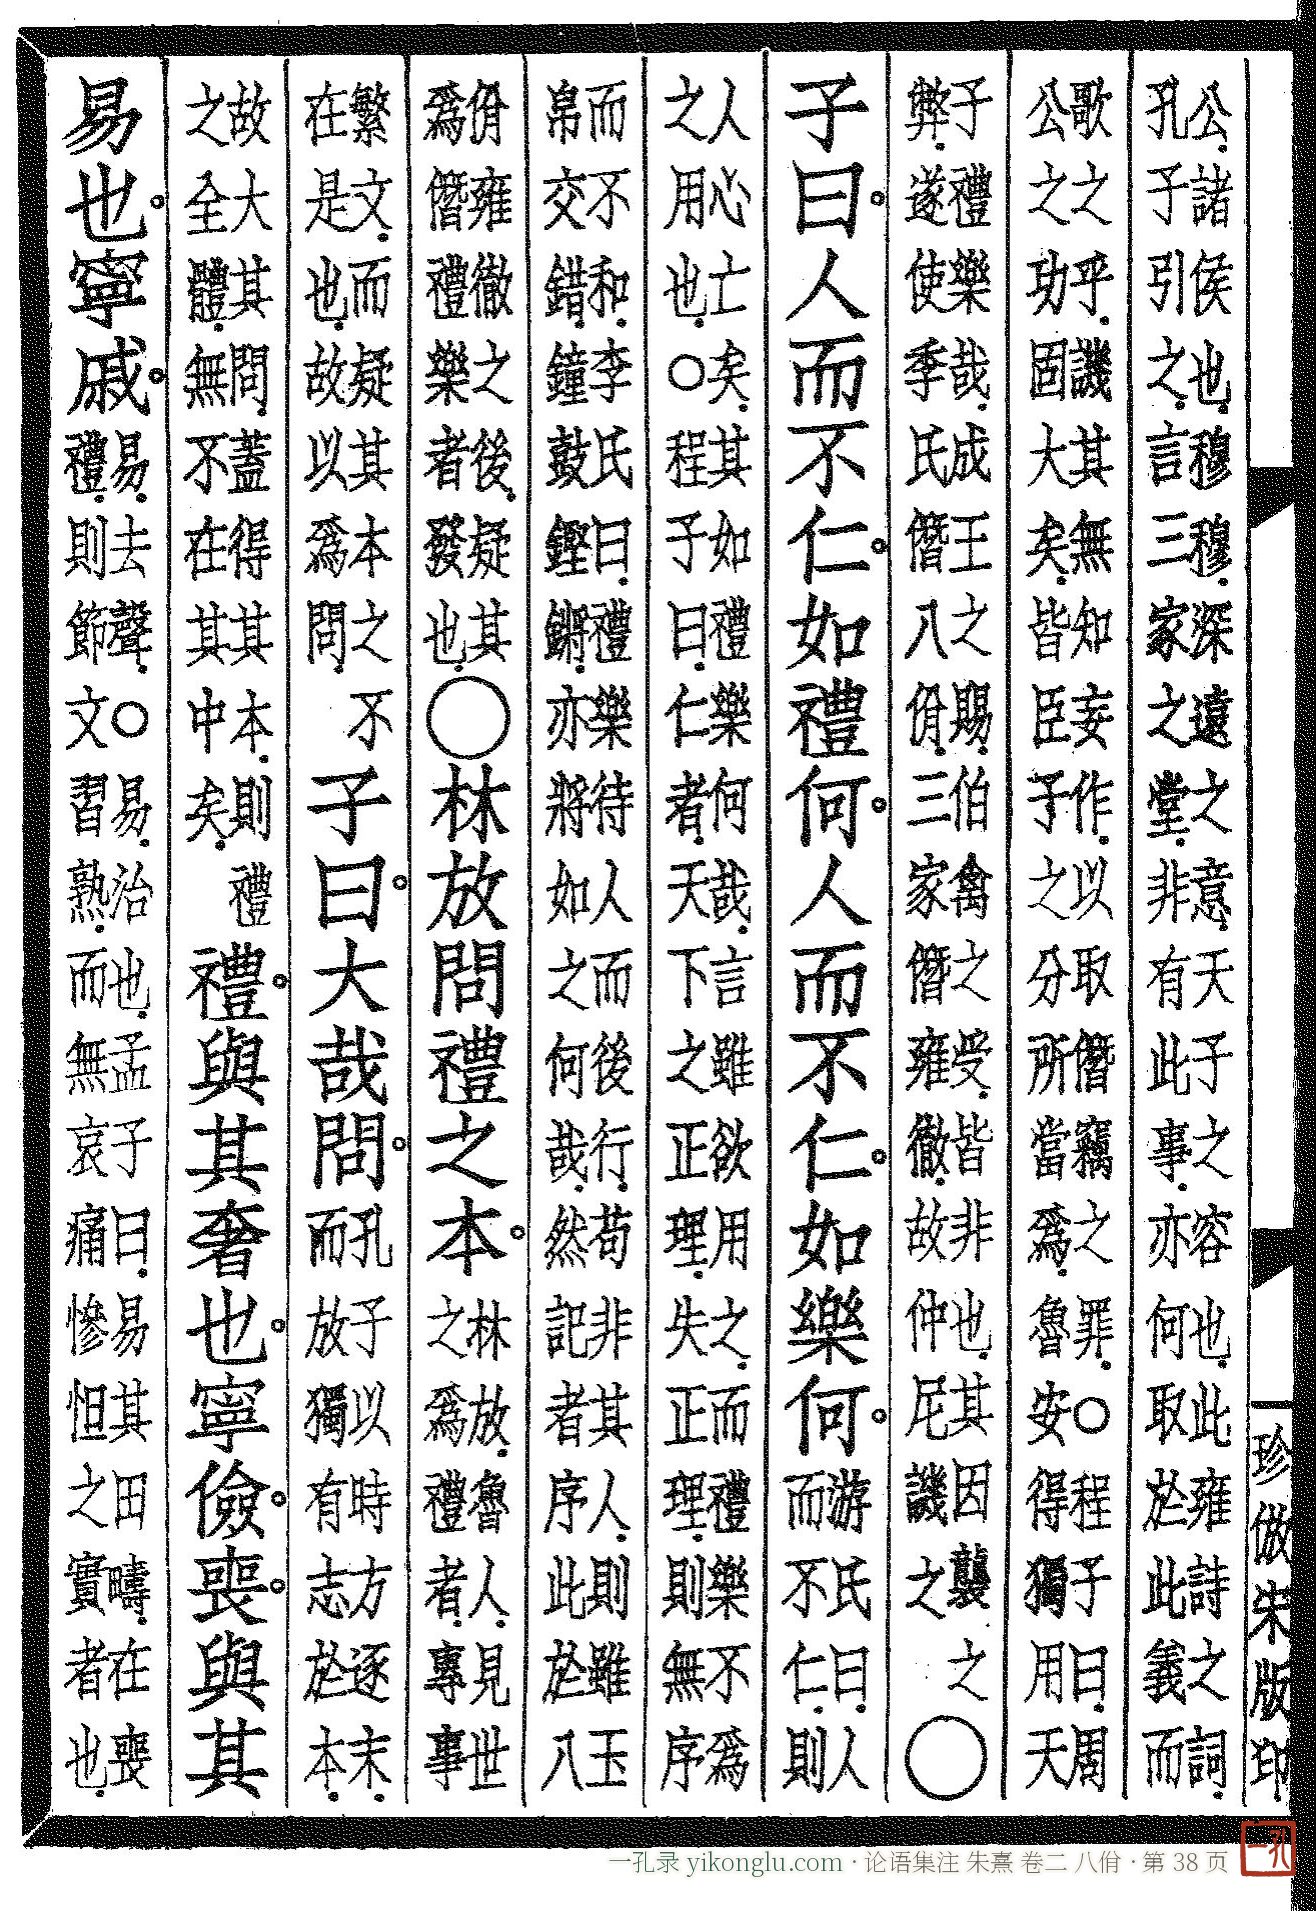 公。諸侯也。穆穆。深遠之意。天子之容也。此雍詩之詞。
孔子引之。言三家之堂。非有此事。亦何取於此義而
歌之乎。譏其無知妄作。以取僭竊之罪。○程子曰。周
公之功固大矣。皆臣子之分所當爲。魯安得獨用天
子禮樂哉。成王之賜。伯禽之受。皆非也。其因襲之
弊。遂使季氏僭八佾。三家僭雍徹。故仲尼譏之
○
子曰。人而不仁。如禮何。人而不仁。如樂何。
游氏曰。人
而不仁。則
人心亡矣。其如禮樂何哉。言雖欲用之。而禮樂不爲
之用也。○程子曰。仁者。天下之正理。失正理。則無序
而不和。李氏曰。禮樂待人而後行。苟非其人。則雖玉
帛交錯。鐘鼓鏗鏘。亦將如之何哉。然記者序此於八
佾雍徹之後。疑其
爲僭禮樂者發也。
○林放問禮之本。
林放。魯人。見世
之爲禮者。專事
繁文。而疑其本之不
在是也。故以爲問。
子曰。大哉問。
孔子以時方逐末。
而放獨有志於本。
故大其問。蓋得其本。則禮
之全體。無不在其中矣。
禮。與其奢也。寧儉。喪。與其
易也。寧戚。
易。去聲。○易。治也。孟子曰。易其田疇。在喪
禮。則節文習熟。而無哀痛慘怛之實者也。
珍倣宋版印
一孔录 yikonglu.com · 论语集注 朱熹 卷二 八佾 · 第 38 页
一孔